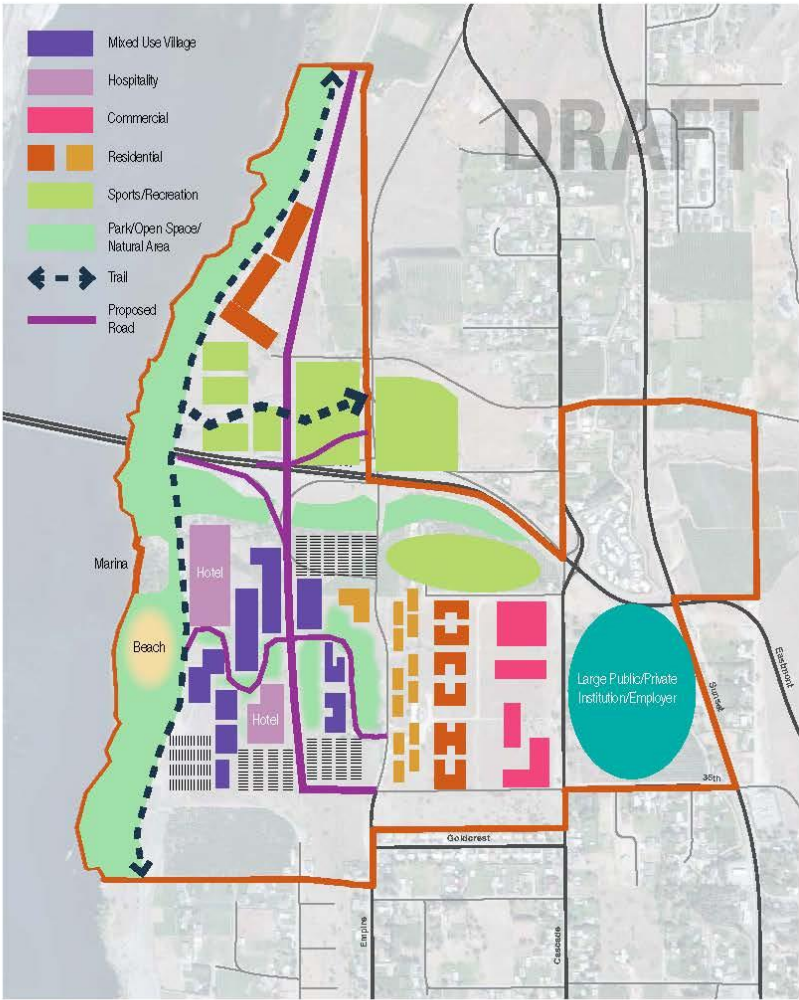 Mixed Use Village
Hospitality
Commercial
Residential
Sports/Recreation
Park/Open Space/
Natural Area
Trail
Proposed
Road
DRAFT
Marina
Hotel
Beach
Hotel
Large Public/Private
Institution/Employer
Sunset
Eastmont
35th
Goldcrest
Empire
Cascade